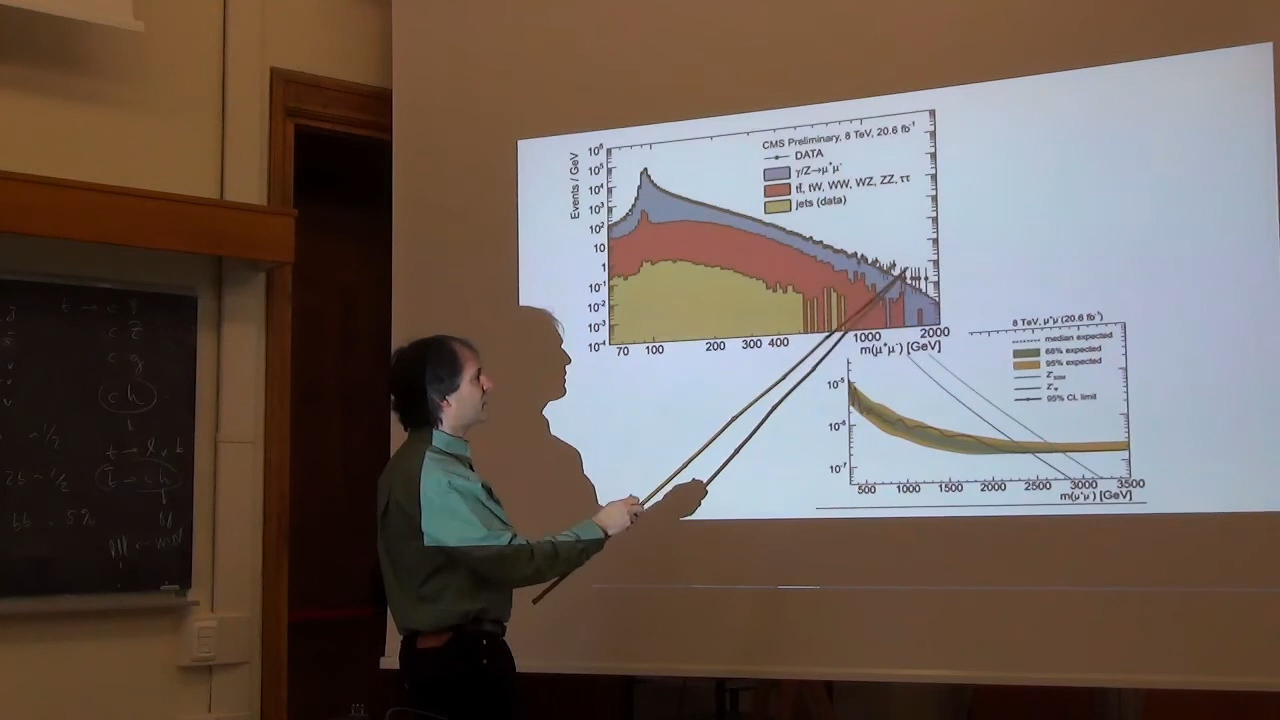 t → c γ
c Z
c g
c h
t → l ν b
t → c h
bb ~ 5%
CMS Preliminary, 8 TeV, 20.6 fb⁻¹
DATA
γ/Z→μ⁺μ⁻
tt̄, tW, WW, WZ, ZZ, ττ
jets (data)
Events / GeV
10⁶
10⁵
10⁴
10³
10²
10
1
10⁻¹
10⁻²
10⁻³
10⁻⁴
70 100 200 300 400 1000 2000
m(μ⁺μ⁻) [GeV]
8 TeV, μ⁺μ⁻ (20.6 fb⁻¹)
median expected
68% expected
95% expected
95% CL limit
10⁻⁵
10⁻⁶
10⁻⁷
500 1000 1500 2000 2500 3000 3500
m(μ⁺μ⁻) [GeV]